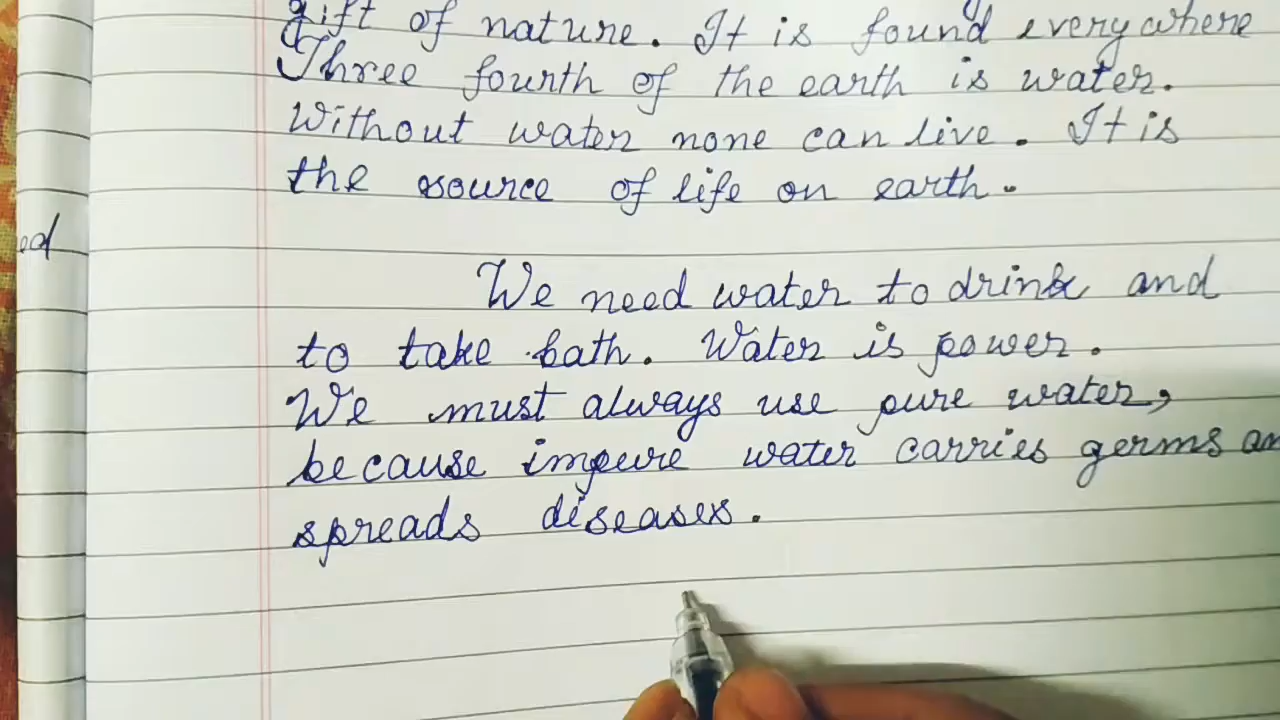 gift of nature. It is found everywhere
Three fourth of the earth is water.
Without water none can live. It is
the source of life on earth.
We need water to drink and
to take bath. Water is power.
We must always use pure water,
because impure water carries germs an
spreads diseases.